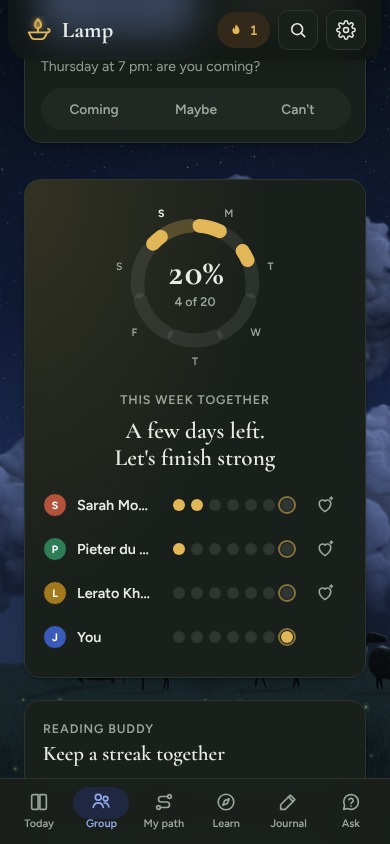 Lamp
1
Thursday at 7 pm: are you coming?
Coming Maybe Can't
S M
S T
20%
4 of 20
F W
T
THIS WEEK TOGETHER
A few days left.
Let's finish strong
S Sarah Mo...
P Pieter du ...
L Lerato Kh...
J You
READING BUDDY
Keep a streak together
Today Group My path Learn Journal Ask